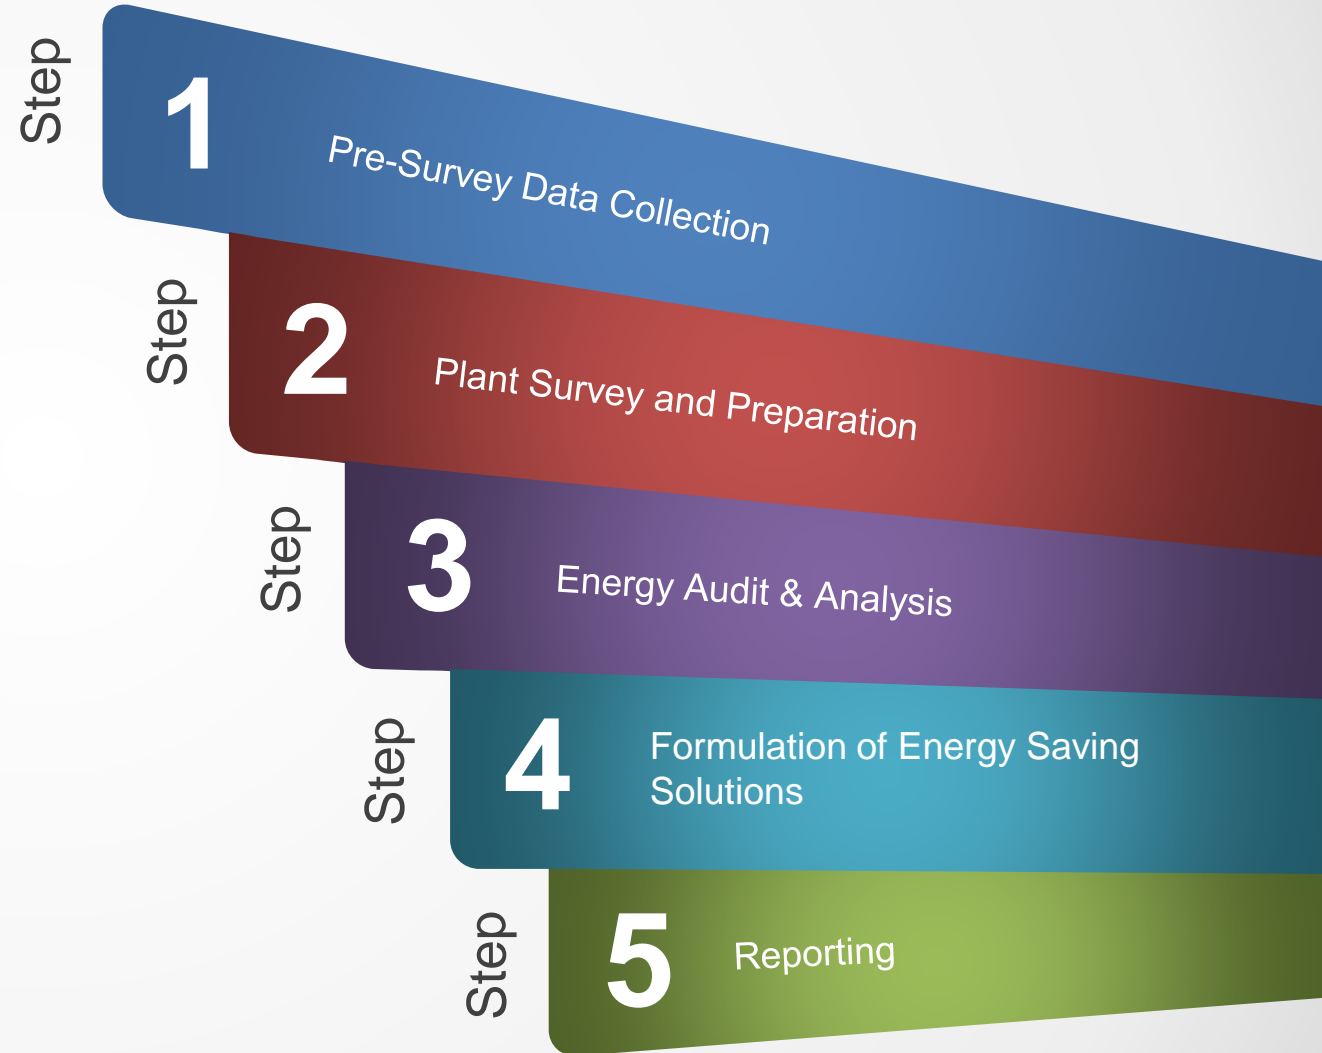 Step
1
Pre-Survey Data Collection
Step
2
Plant Survey and Preparation
Step
3
Energy Audit & Analysis
Step
4
Formulation of Energy Saving
Solutions
Step
5
Reporting